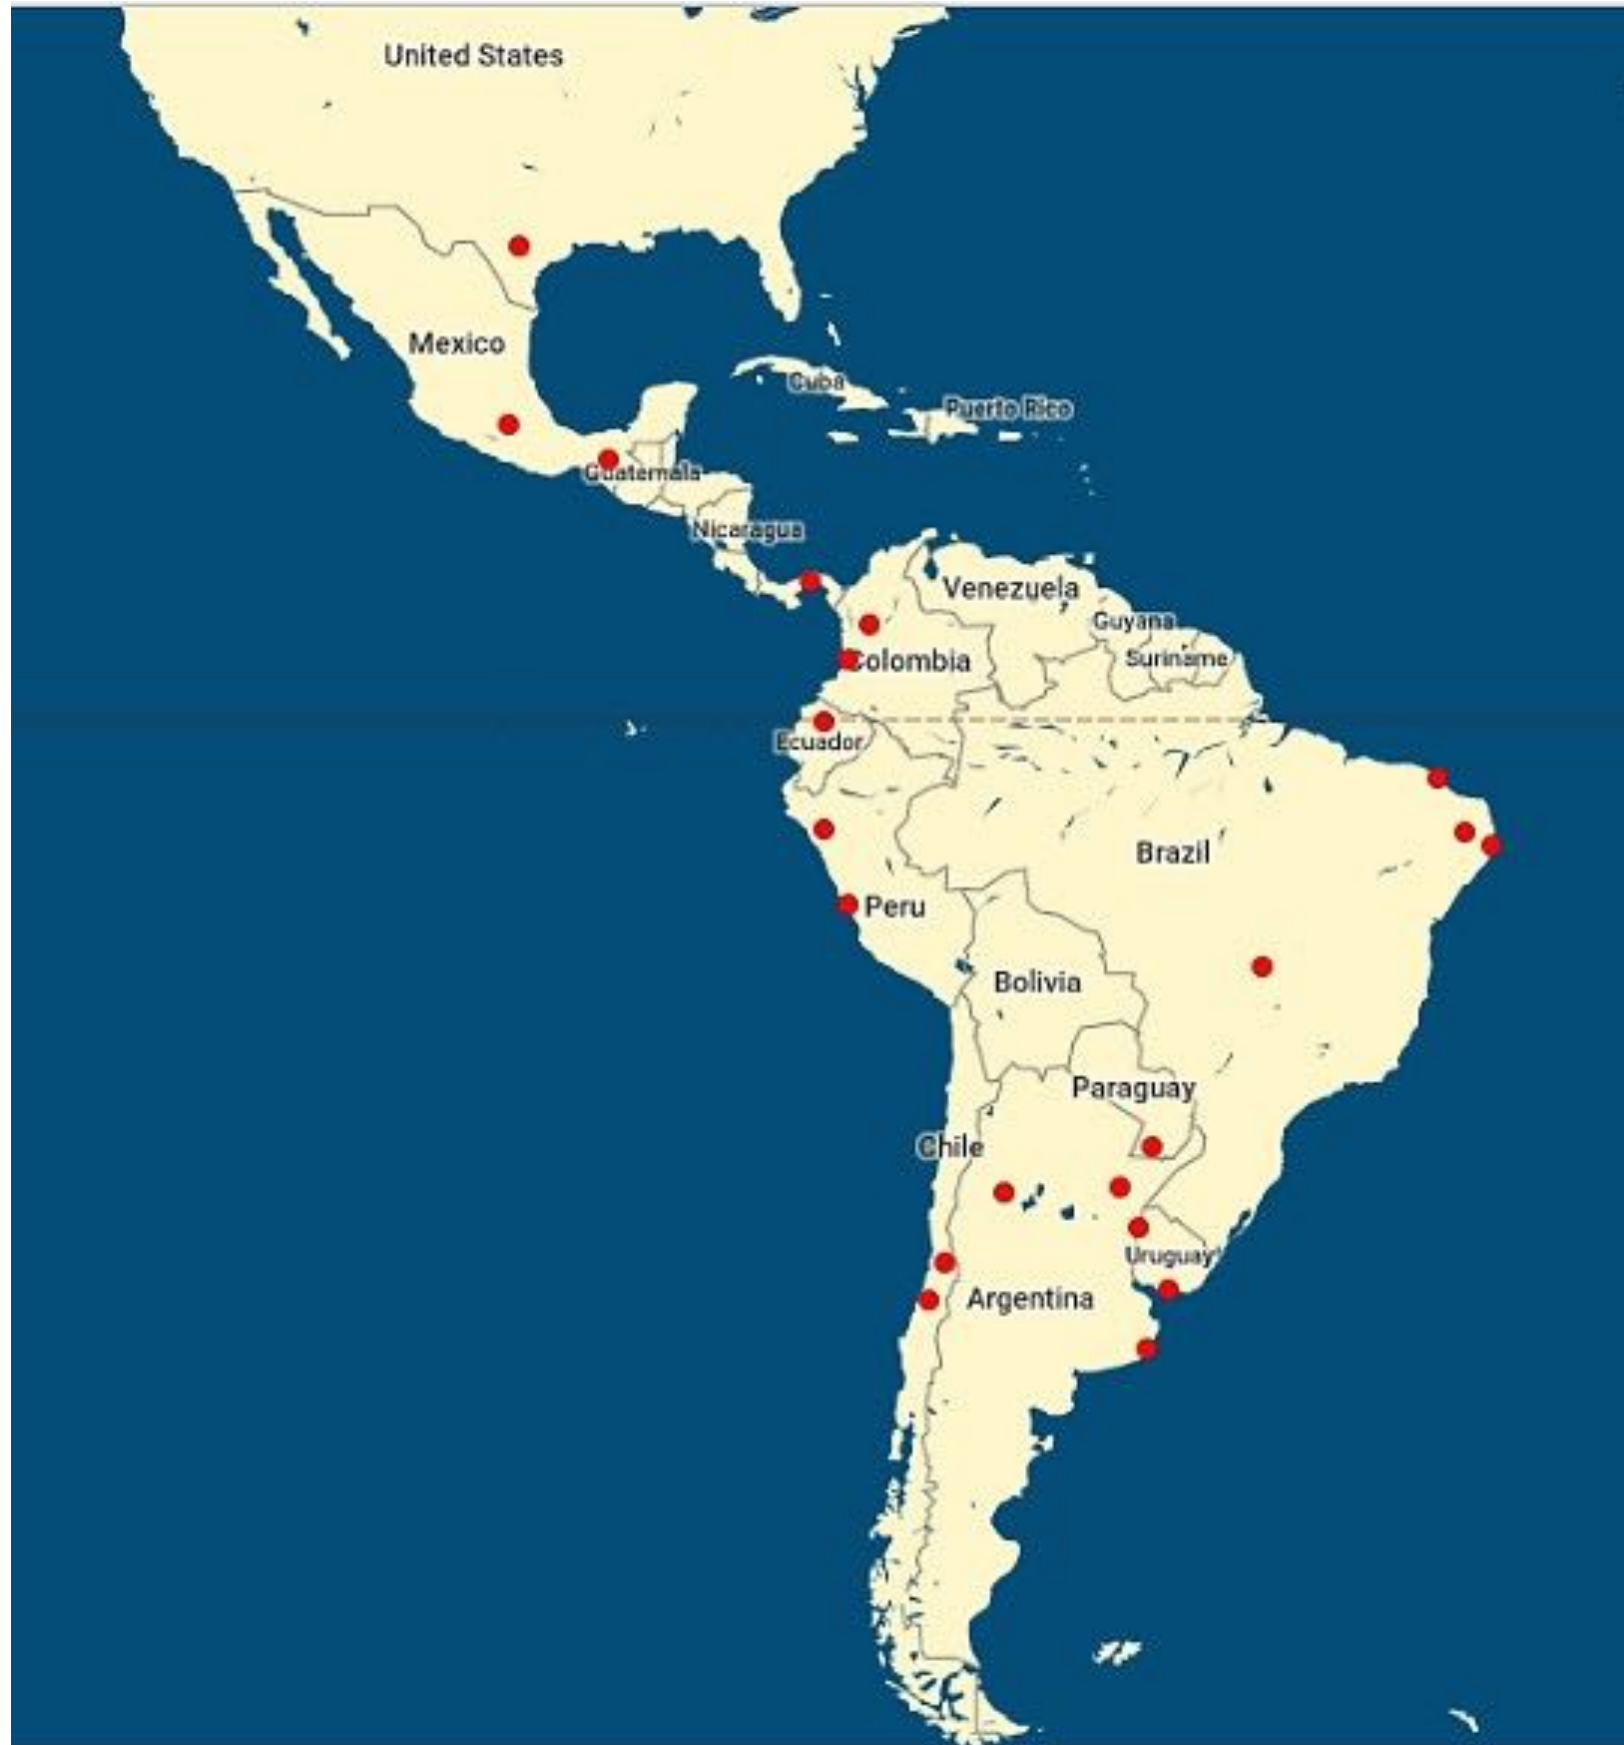 United States
Mexico
Cuba
Puerto Rico
Guatemala
Nicaragua
Venezuela
Guyana
Colombia
Suriname
Ecuador
Brazil
Peru
Bolivia
Paraguay
Chile
Uruguay
Argentina